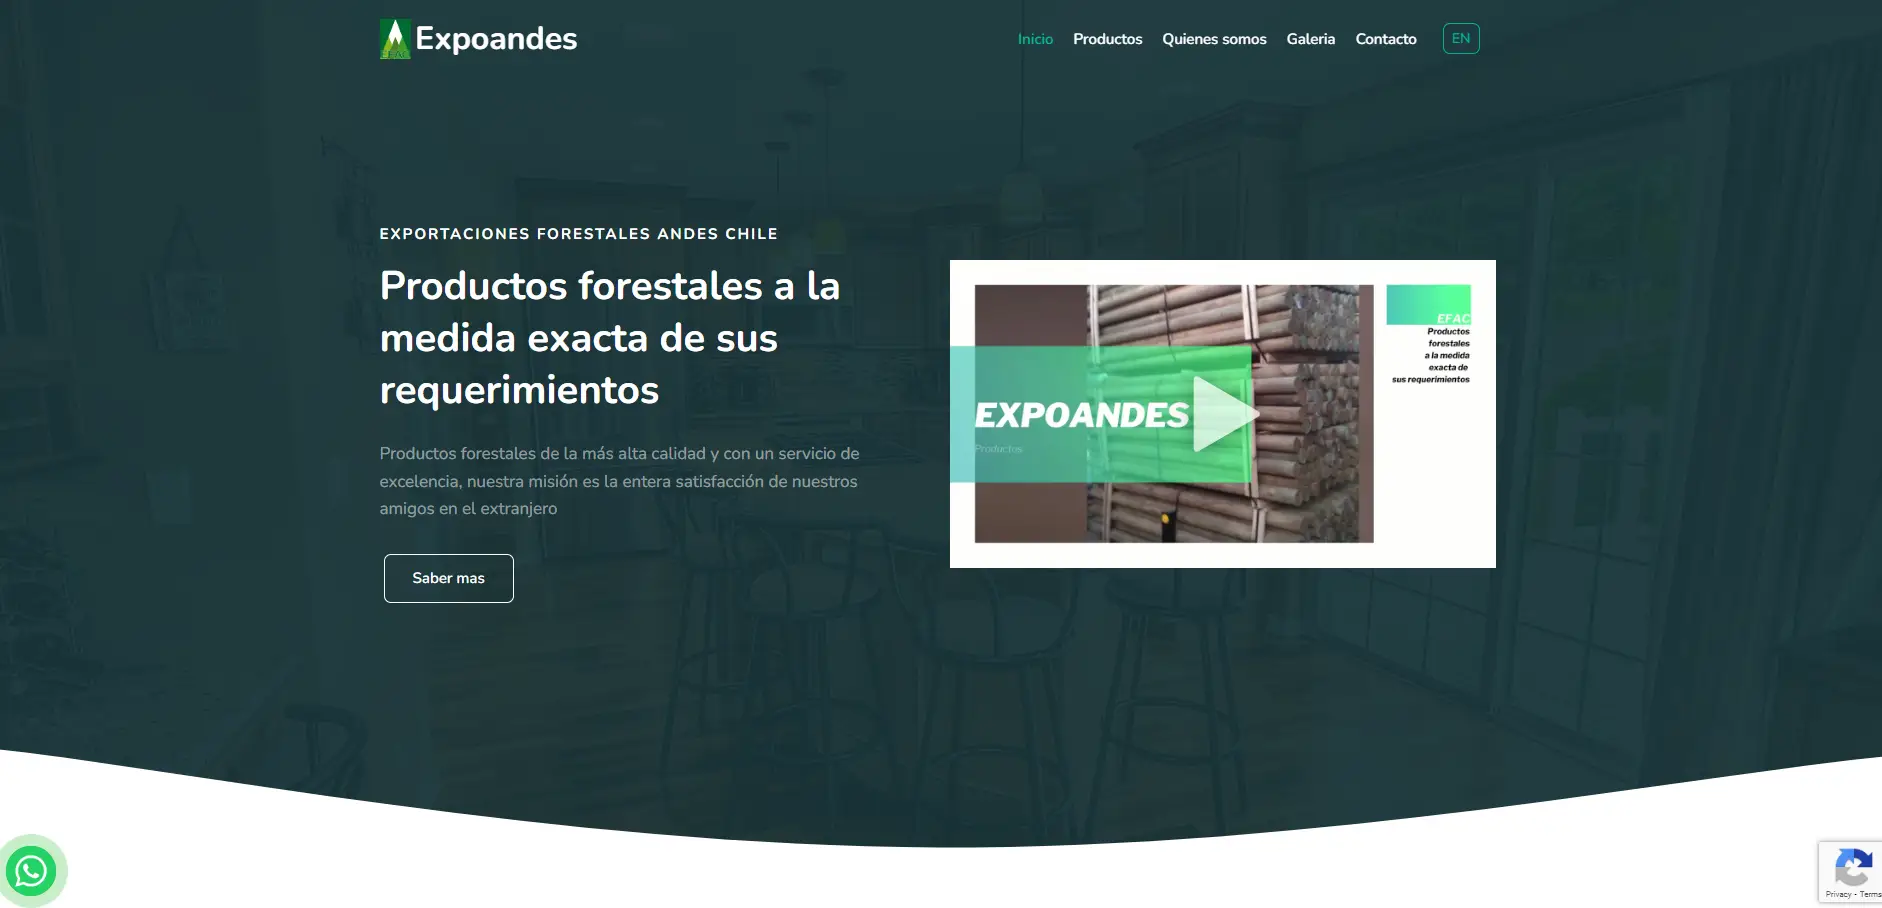 EFAC
Expoandes
Inicio
Productos
Quienes somos
Galeria
Contacto
EN
EXPORTACIONES FORESTALES ANDES CHILE
Productos forestales a la
medida exacta de sus
requerimientos
Productos forestales de la más alta calidad y con un servicio de
excelencia, nuestra misión es la entera satisfacción de nuestros
amigos en el extranjero
Saber mas
EXPOANDES
Productos
EFAC
Productos
forestales
a la medida
exacta de
sus requerimientos
Privacy - Terms